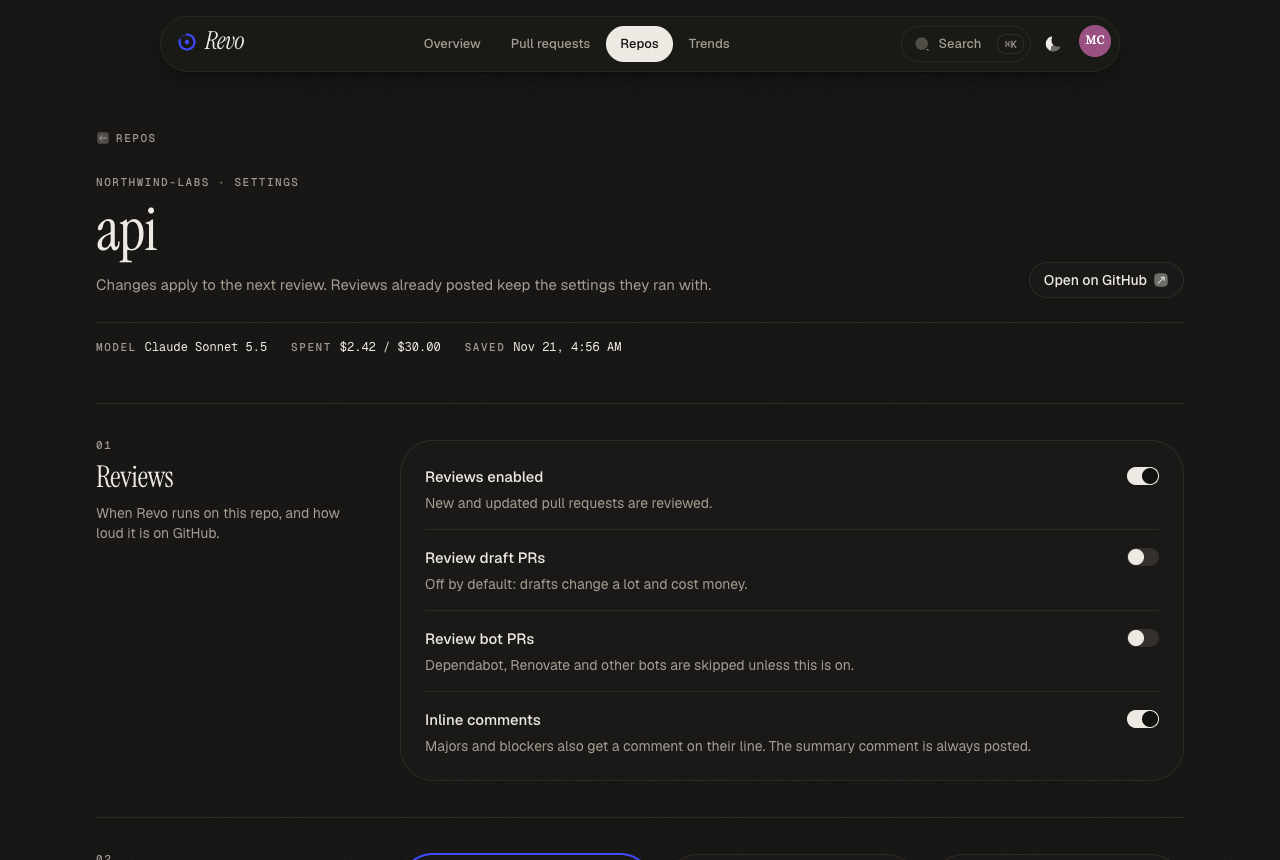 Revo
Overview
Pull requests
Repos
Trends
Search
⌘K
MC
REPOS
NORTHWIND-LABS · SETTINGS
api
Changes apply to the next review. Reviews already posted keep the settings they ran with.
Open on GitHub
MODEL Claude Sonnet 5.5 SPENT $2.42 / $30.00 SAVED Nov 21, 4:56 AM
01
Reviews
When Revo runs on this repo, and how
loud it is on GitHub.
Reviews enabled
New and updated pull requests are reviewed.
Review draft PRs
Off by default: drafts change a lot and cost money.
Review bot PRs
Dependabot, Renovate and other bots are skipped unless this is on.
Inline comments
Majors and blockers also get a comment on their line. The summary comment is always posted.
02